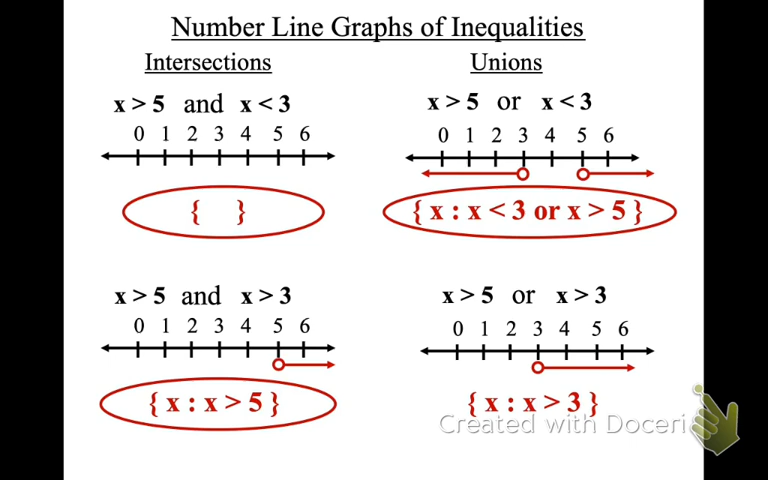 Number Line Graphs of Inequalities
Intersections
x > 5 and x < 3
0 1 2 3 4 5 6
{ }
x > 5 and x > 3
0 1 2 3 4 5 6
{ x : x > 5 }
Unions
x > 5 or x < 3
0 1 2 3 4 5 6
{ x : x < 3 or x > 5 }
x > 5 or x > 3
0 1 2 3 4 5 6
{ x : x > 3 }
Created with Doceri